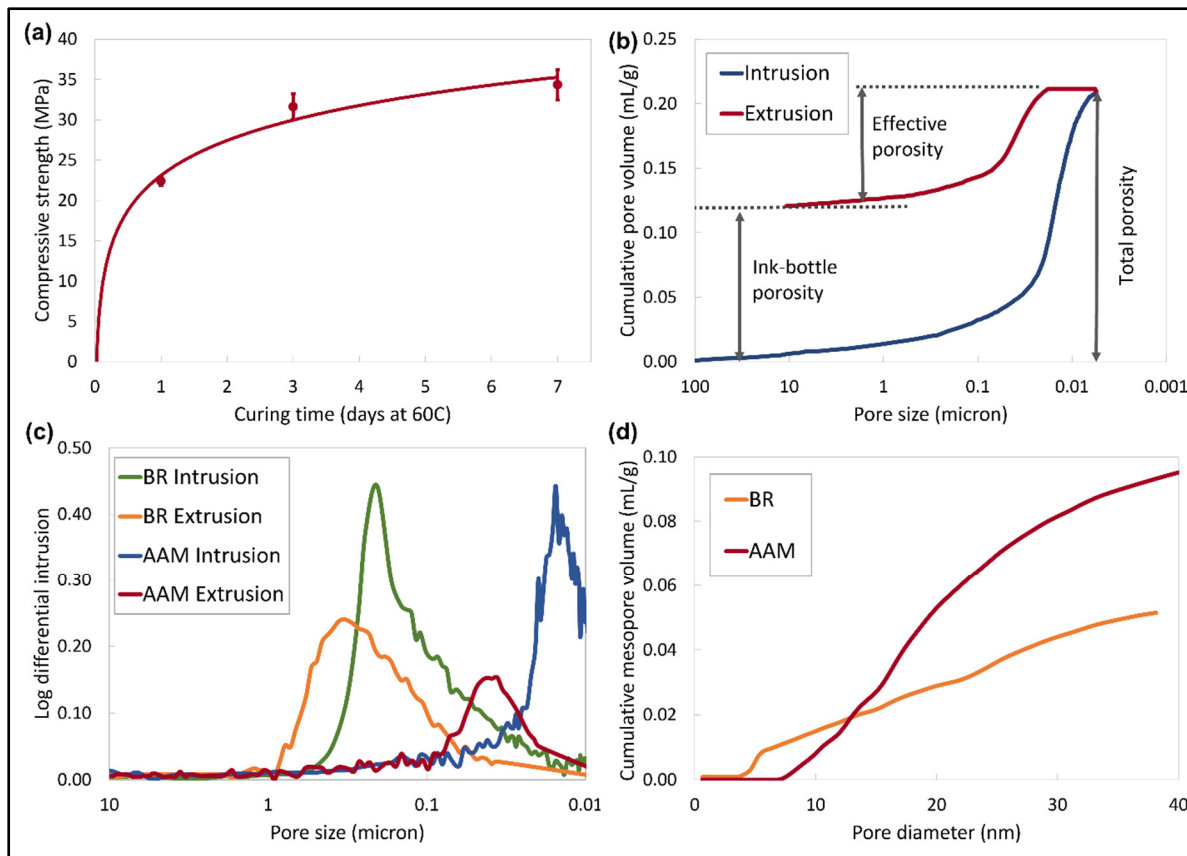 (a)
40
35
30
25
20
15
10
5
0
Compressive strength (MPa)
0 1 2 3 4 5 6 7
Curing time (days at 60C)
(b)
0.25
0.20
0.15
0.10
0.05
0.00
Cumulative pore volume (mL/g)
Intrusion
Extrusion
Effective
porosity
Ink-bottle
porosity
Total porosity
100 10 1 0.1 0.01 0.001
Pore size (micron)
(c)
0.50
0.40
0.30
0.20
0.10
0.00
Log differential intrusion
BR Intrusion
BR Extrusion
AAM Intrusion
AAM Extrusion
10 1 0.1 0.01
Pore size (micron)
(d)
0.10
0.08
0.06
0.04
0.02
0.00
Cumulative mesopore volume (mL/g)
BR
AAM
0 10 20 30 40
Pore diameter (nm)